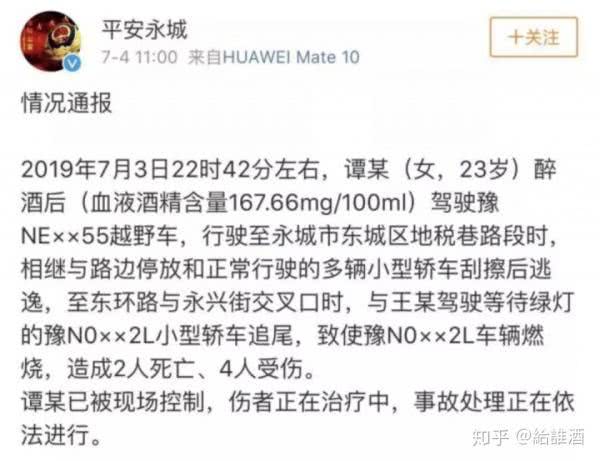 平安永城
十关注
7-4 11:00 来自HUAWEI Mate 10
情况通报
2019年7月3日22时42分左右，谭某（女，23岁）醉
酒后（血液酒精含量167.66mg/100ml）驾驶豫
NE××55越野车，行驶至永城市东城区地税巷路段时，
相继与路边停放和正常行驶的多辆小型轿车刮擦后逃
逸，至东环路与永兴街交叉口时，与王某驾驶等待绿灯
的豫N0××2L小型轿车追尾，致使豫N0××2L车辆燃
烧，造成2人死亡、4人受伤。
谭某已被现场控制，伤者正在治疗中，事故处理正在依
法进行。
知乎 @給誰酒